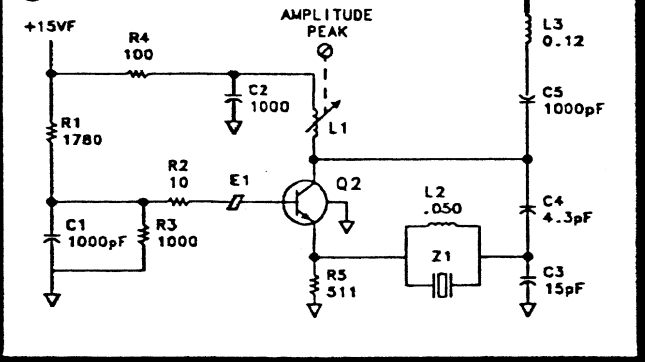 AMPLITUDE
PEAK
+15VF
R4
100
L3
0.12
C2
1000
C5
1000pF
L1
R1
1780
R2
10
E1
Q2
L2
.050
C4
4.3pF
C1
1000pF
R3
1000
Z1
R5
511
C3
15pF